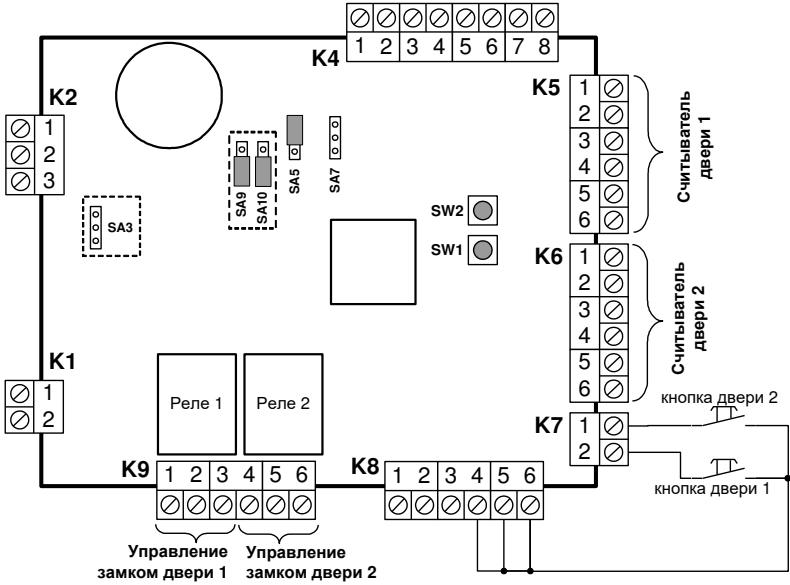 K4
1 2 3 4 5 6 7 8
K2
1
2
3
K5
1
2
3
4
5
6
Считыватель
двери 1
SA9
SA10
SA5
SA7
SA3
SW2
SW1
K6
1
2
3
4
5
6
Считыватель
двери 2
K1
1
2
Реле 1
Реле 2
K7
1
2
кнопка двери 2
кнопка двери 1
K9
1 2 3 4 5 6
K8
1 2 3 4 5 6
Управление
замком двери 1
Управление
замком двери 2